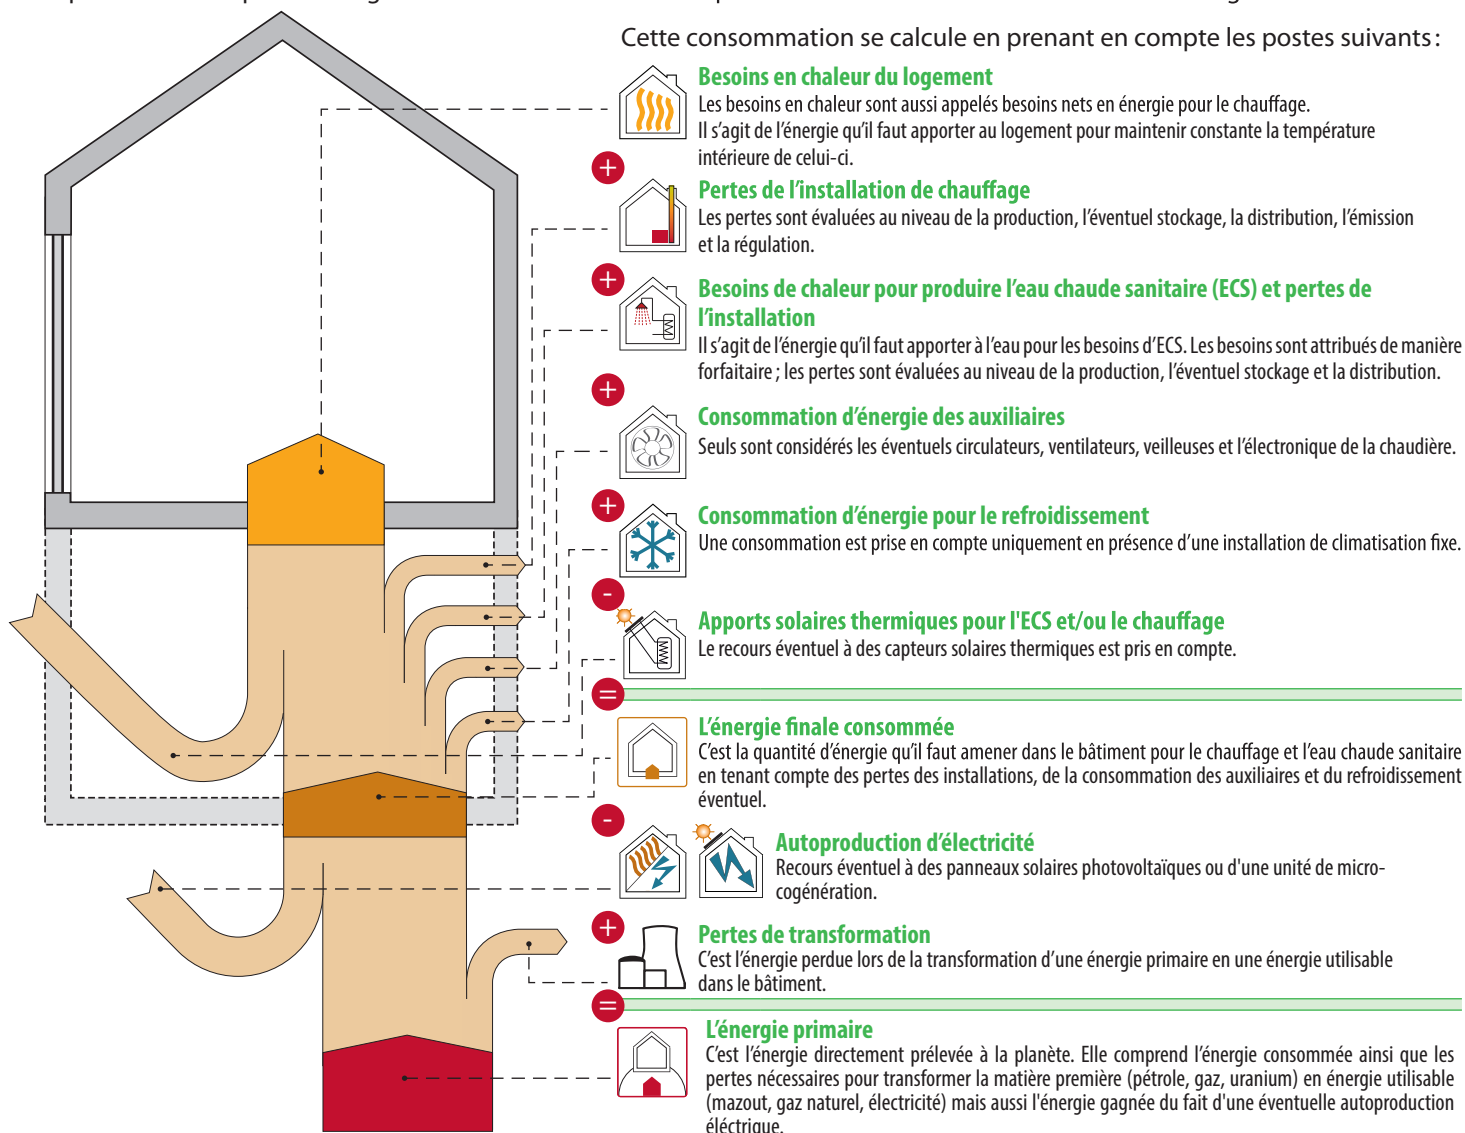 Cette consommation se calcule en prenant en compte les postes suivants :
Besoins en chaleur du logement
Les besoins en chaleur sont aussi appelés besoins nets en énergie pour le chauffage.
Il s’agit de l’énergie qu’il faut apporter au logement pour maintenir constante la température
intérieure de celui-ci.
+
Pertes de l’installation de chauffage
Les pertes sont évaluées au niveau de la production, l’éventuel stockage, la distribution, l’émission
et la régulation.
+
Besoins de chaleur pour produire l’eau chaude sanitaire (ECS) et pertes de
l’installation
Il s’agit de l’énergie qu’il faut apporter à l’eau pour les besoins d’ECS. Les besoins sont attribués de manière
forfaitaire ; les pertes sont évaluées au niveau de la production, l’éventuel stockage et la distribution.
+
Consommation d’énergie des auxiliaires
Seuls sont considérés les éventuels circulateurs, ventilateurs, veilleuses et l’électronique de la chaudière.
+
Consommation d’énergie pour le refroidissement
Une consommation est prise en compte uniquement en présence d’une installation de climatisation fixe.
-
Apports solaires thermiques pour l'ECS et/ou le chauffage
Le recours éventuel à des capteurs solaires thermiques est pris en compte.
=
L’énergie finale consommée
C’est la quantité d’énergie qu’il faut amener dans le bâtiment pour le chauffage et l’eau chaude sanitaire
en tenant compte des pertes des installations, de la consommation des auxiliaires et du refroidissement
éventuel.
-
Autoproduction d’électricité
Recours éventuel à des panneaux solaires photovoltaïques ou d'une unité de micro-
cogénération.
+
Pertes de transformation
C’est l’énergie perdue lors de la transformation d’une énergie primaire en une énergie utilisable
dans le bâtiment.
=
L’énergie primaire
C’est l’énergie directement prélevée à la planète. Elle comprend l’énergie consommée ainsi que les
pertes nécessaires pour transformer la matière première (pétrole, gaz, uranium) en énergie utilisable
(mazout, gaz naturel, électricité) mais aussi l'énergie gagnée du fait d'une éventuelle autoproduction
éléctrique.